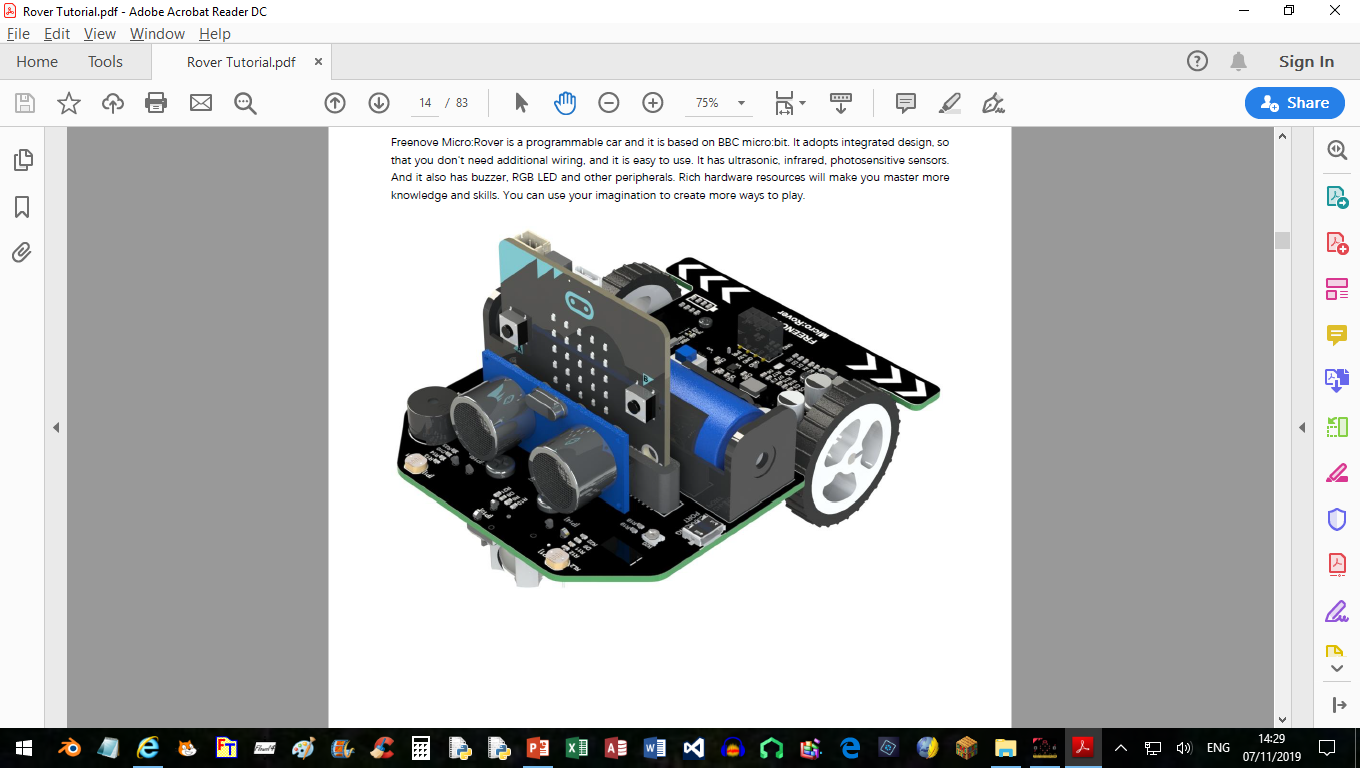 Rover Tutorial.pdf - Adobe Acrobat Reader DC
File Edit View Window Help
Home Tools Rover Tutorial.pdf × Sign In
14 / 83 75% Share
Freenove Micro:Rover is a programmable car and it is based on BBC micro:bit. It adopts integrated design, so
that you don't need additional wiring, and it is easy to use. It has ultrasonic, infrared, photosensitive sensors.
And it also has buzzer, RGB LED and other peripherals. Rich hardware resources will make you master more
knowledge and skills. You can use your imagination to create more ways to play.
Micro:Rover
B
PORT
ENG
14:29
07/11/2019